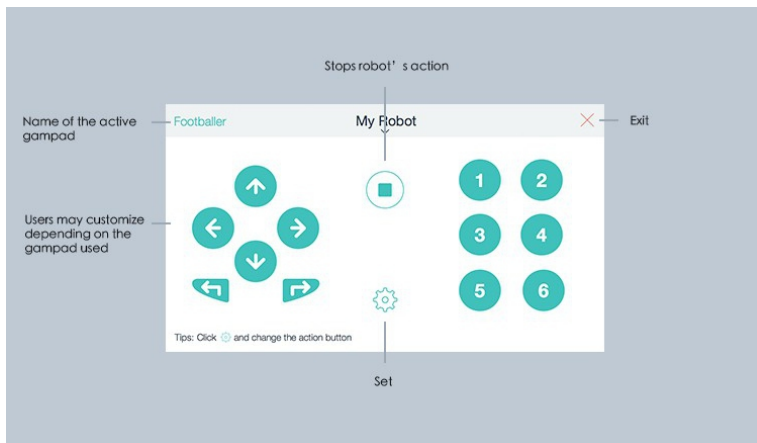 Stops robot’s action
Name of the active
gampad
Footballer
My Robot
Exit
1
2
Users may customize
depending on the
gampad used
3
4
5
6
Tips: Click and change the action button
Set